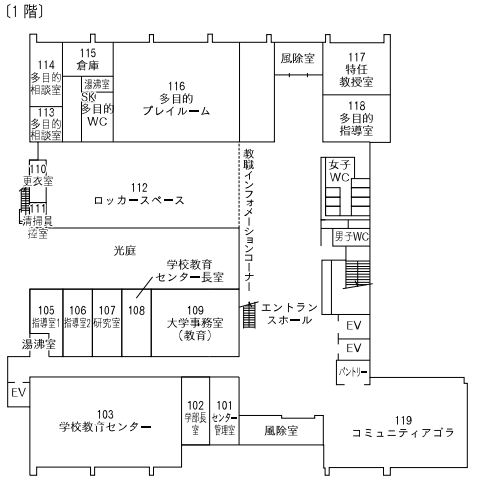 〔1 階〕
115
倉庫
114
多目的
相談室
湯沸室
SK
多目的
WC
116
多目的
プレイルーム
風除室
117
特任
教授室
113
多目的
相談室
118
多目的
指導室
110
更衣室
112
ロッカースペース
教職インフォメーションコーナー
女子
WC
111
清掃員
控室
男子WC
光庭
学校教育
センター長室
105
指導室1
106
指導室2
107
研究室
108
109
大学事務室
(教育)
エントラン
スホール
湯沸室
EV
EV
パントリー
EV
103
学校教育センター
102
学部長
室
101
センター
管理室
風除室
119
コミュニティアゴラ